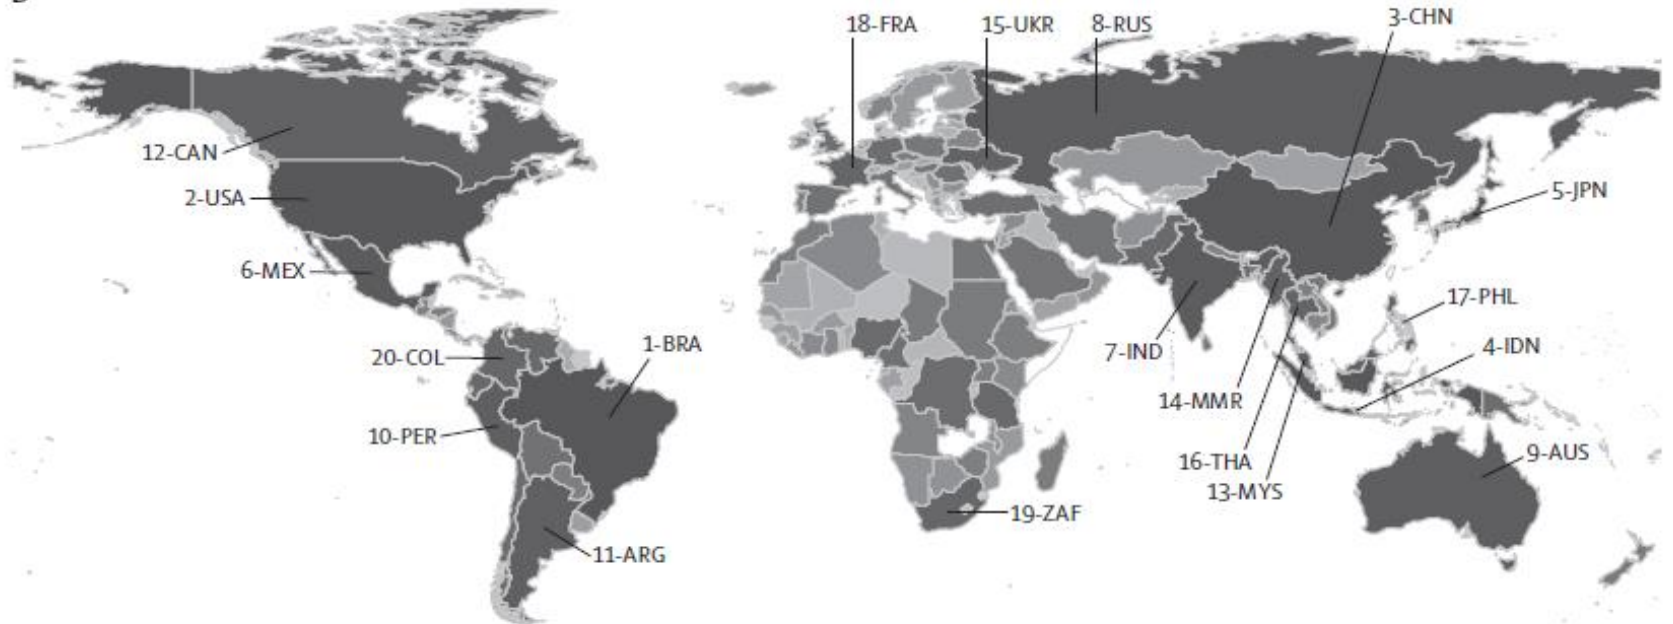 18-FRA
15-UKR
8-RUS
3-CHN
12-CAN
2-USA
5-JPN
6-MEX
17-PHL
20-COL
1-BRA
7-IND
4-IDN
14-MMR
10-PER
16-THA
9-AUS
13-MYS
19-ZAF
11-ARG